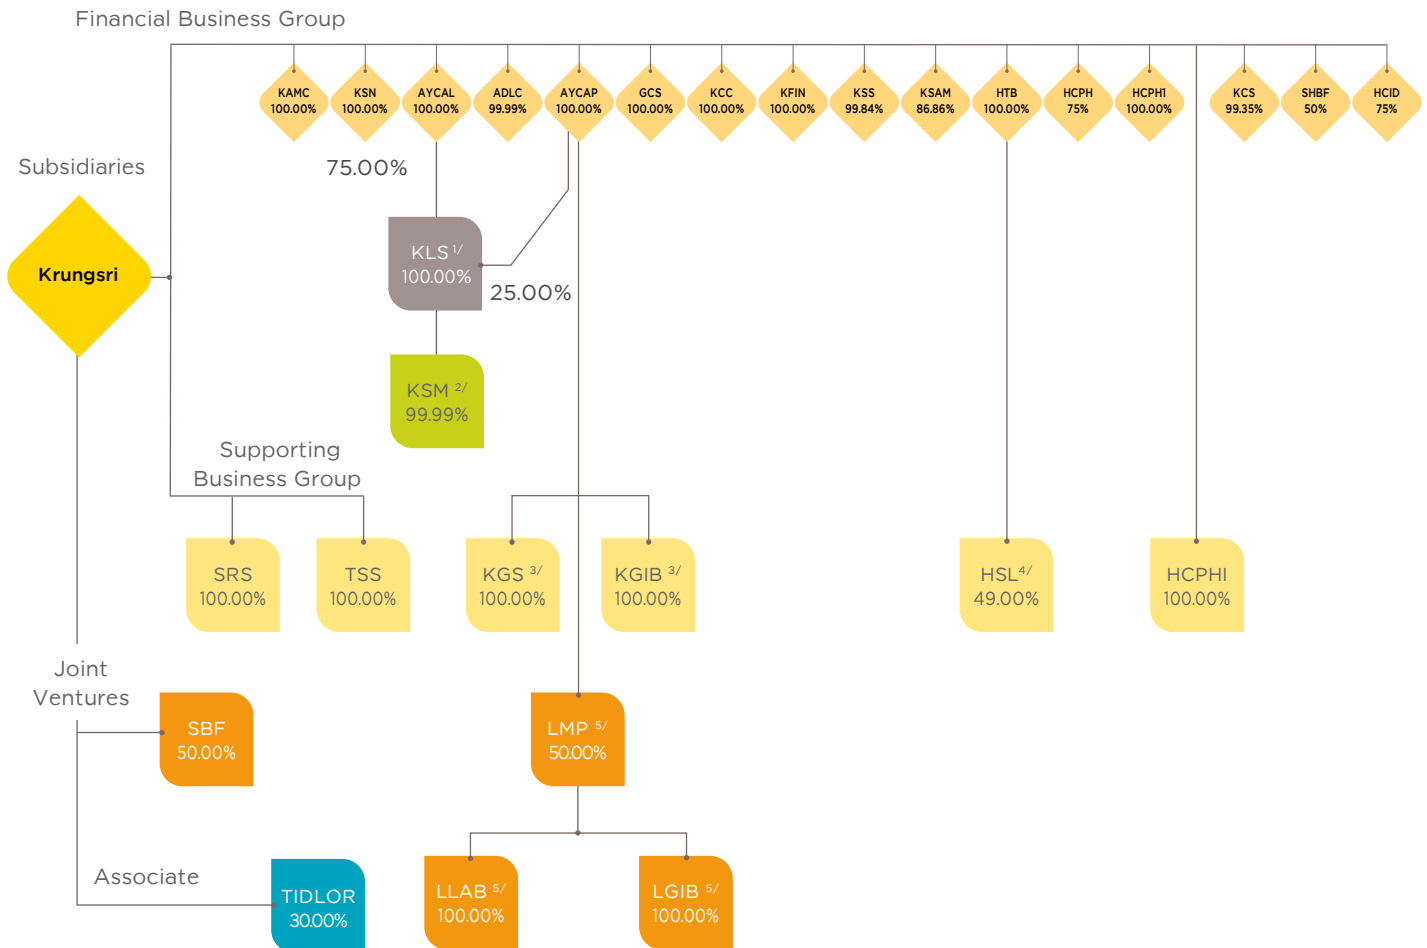 Financial Business Group
KAMC
100.00%
KSN
100.00%
AYCAL
100.00%
ADLC
99.99%
AYCAP
100.00%
GCS
100.00%
KCC
100.00%
KFIN
100.00%
KSS
99.84%
KSAM
86.86%
HTB
100.00%
HCPH
75%
HCPH1
100.00%
KCS
99.35%
SHBF
50%
HCID
75%
Subsidiaries
75.00%
Krungsri
KLS 1/
100.00%
25.00%
KSM 2/
99.99%
Supporting
Business Group
SRS
100.00%
TSS
100.00%
KGS 3/
100.00%
KGIB 3/
100.00%
HSL4/
49.00%
HCPHI
100.00%
Joint
Ventures
SBF
50.00%
LMP 5/
50.00%
Associate
TIDLOR
30.00%
LLAB 5/
100.00%
LGIB 5/
100.00%